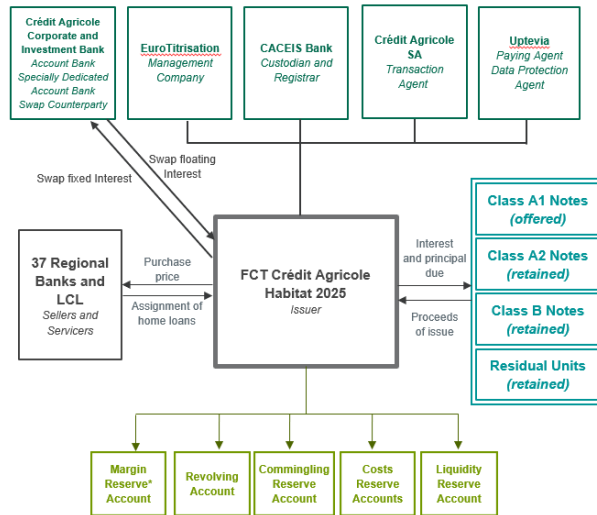 Crédit Agricole
Corporate and
Investment Bank
Account Bank
Specially Dedicated
Account Bank
Swap Counterparty
EuroTitrisation
Management
Company
CACEIS Bank
Custodian and
Registrar
Crédit Agricole
SA
Transaction
Agent
Uptevia
Paying Agent
Data Protection
Agent
Swap floating
Interest
Swap fixed Interest
37 Regional
Banks and
LCL
Sellers and
Servicers
Purchase
price
Assignment of
home loans
FCT Crédit Agricole
Habitat 2025
Issuer
Interest
and principal
due
Proceeds
of issue
Class A1 Notes
(offered)
Class A2 Notes
(retained)
Class B Notes
(retained)
Residual Units
(retained)
Margin
Reserve*
Account
Revolving
Account
Commingling
Reserve
Account
Costs
Reserve
Accounts
Liquidity
Reserve
Account